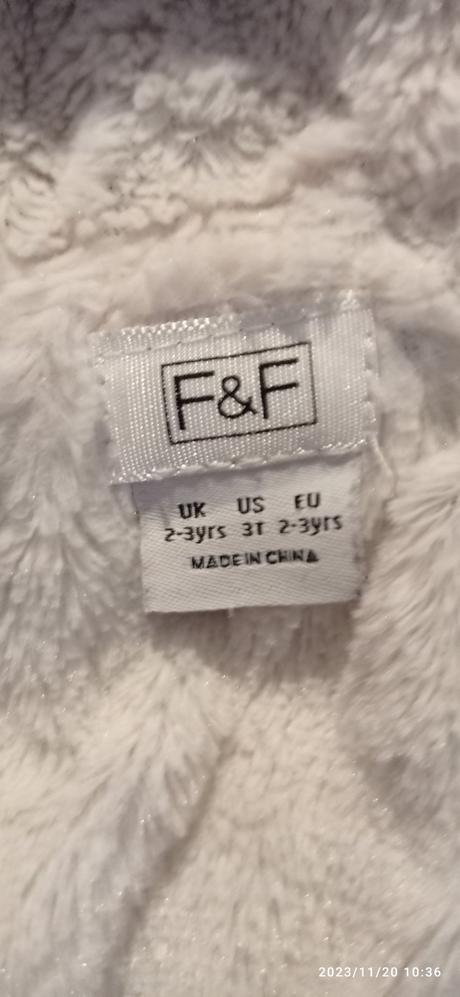 F&F
UK US EU
2-3yrs 3T 2-3yrs
MADE IN CHINA
2023/11/20 10:36